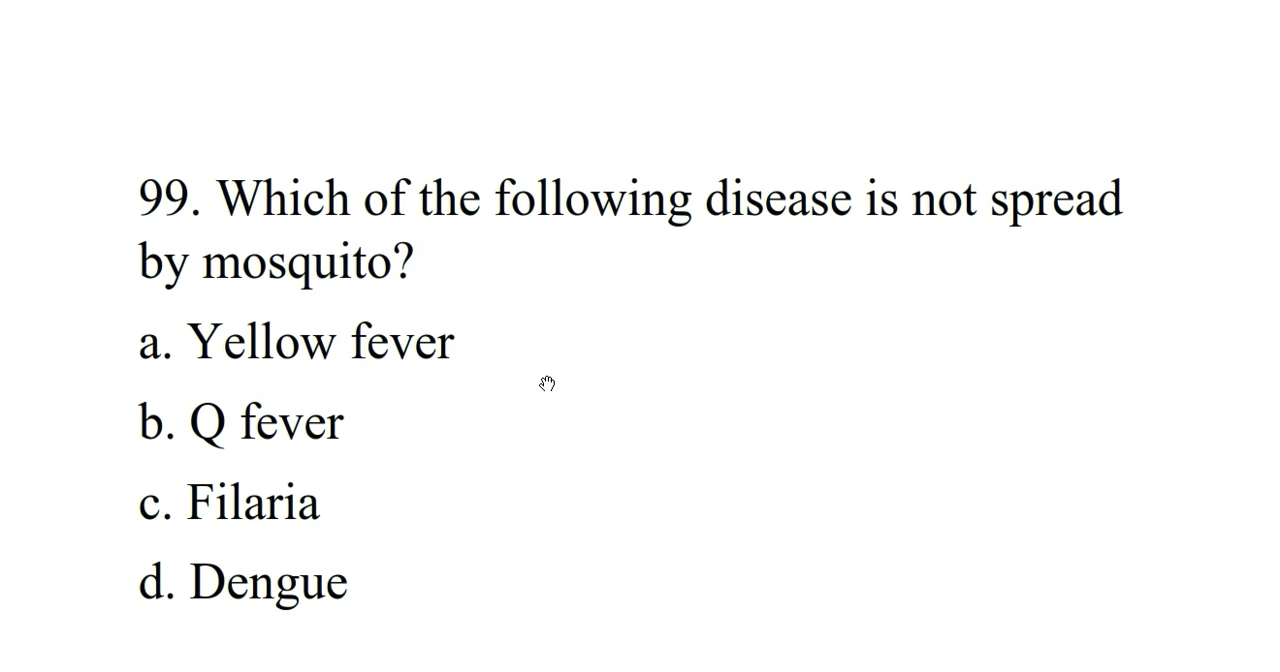 99. Which of the following disease is not spread
by mosquito?
a. Yellow fever
b. Q fever
c. Filaria
d. Dengue